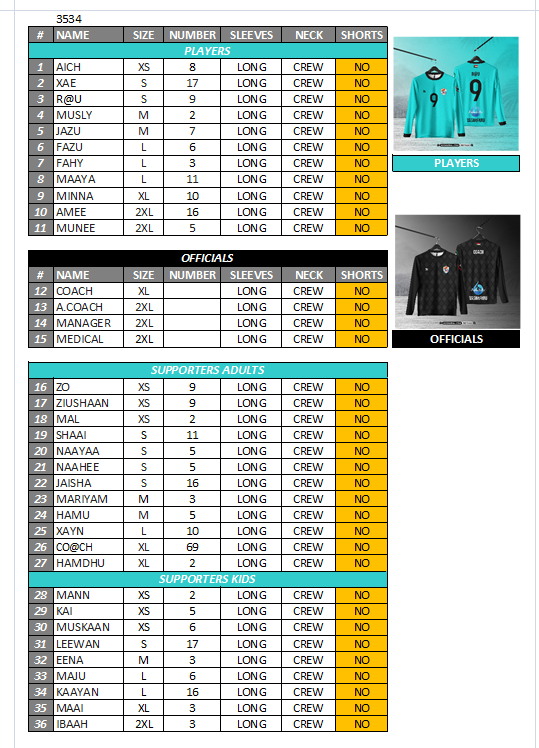 3534
# NAME SIZE NUMBER SLEEVES NECK SHORTS
PLAYERS
1 AICH XS 8 LONG CREW NO
2 XAE S 17 LONG CREW NO
3 R@U S 9 LONG CREW NO
4 MUSLY M 2 LONG CREW NO
5 JAZU M 7 LONG CREW NO
6 FAZU L 6 LONG CREW NO
7 FAHY L 3 LONG CREW NO
8 MAAYA L 11 LONG CREW NO
9 MINNA XL 10 LONG CREW NO
10 AMEE 2XL 16 LONG CREW NO
11 MUNEE 2XL 5 LONG CREW NO
9
9
PLAYERS
OFFICIALS
# NAME SIZE NUMBER SLEEVES NECK SHORTS
12 COACH XL LONG CREW NO
13 A.COACH 2XL LONG CREW NO
14 MANAGER 2XL LONG CREW NO
15 MEDICAL 2XL LONG CREW NO
COACH
OFFICIALS
SUPPORTERS ADULTS
16 ZO XS 9 LONG CREW NO
17 ZIUSHAAN XS 9 LONG CREW NO
18 MAL XS 2 LONG CREW NO
19 SHAAI S 11 LONG CREW NO
20 NAAYAA S 5 LONG CREW NO
21 NAAHEE S 5 LONG CREW NO
22 JAISHA S 16 LONG CREW NO
23 MARIYAM M 3 LONG CREW NO
24 HAMU M 5 LONG CREW NO
25 XAYN L 10 LONG CREW NO
26 CO@CH XL 69 LONG CREW NO
27 HAMDHU XL 2 LONG CREW NO
SUPPORTERS KIDS
28 MANN XS 2 LONG CREW NO
29 KAI XS 5 LONG CREW NO
30 MUSKAAN XS 6 LONG CREW NO
31 LEEWAN S 17 LONG CREW NO
32 EENA M 3 LONG CREW NO
33 MAJU L 6 LONG CREW NO
34 KAAYAN L 16 LONG CREW NO
35 MAAI XL 3 LONG CREW NO
36 IBAAH 2XL 3 LONG CREW NO